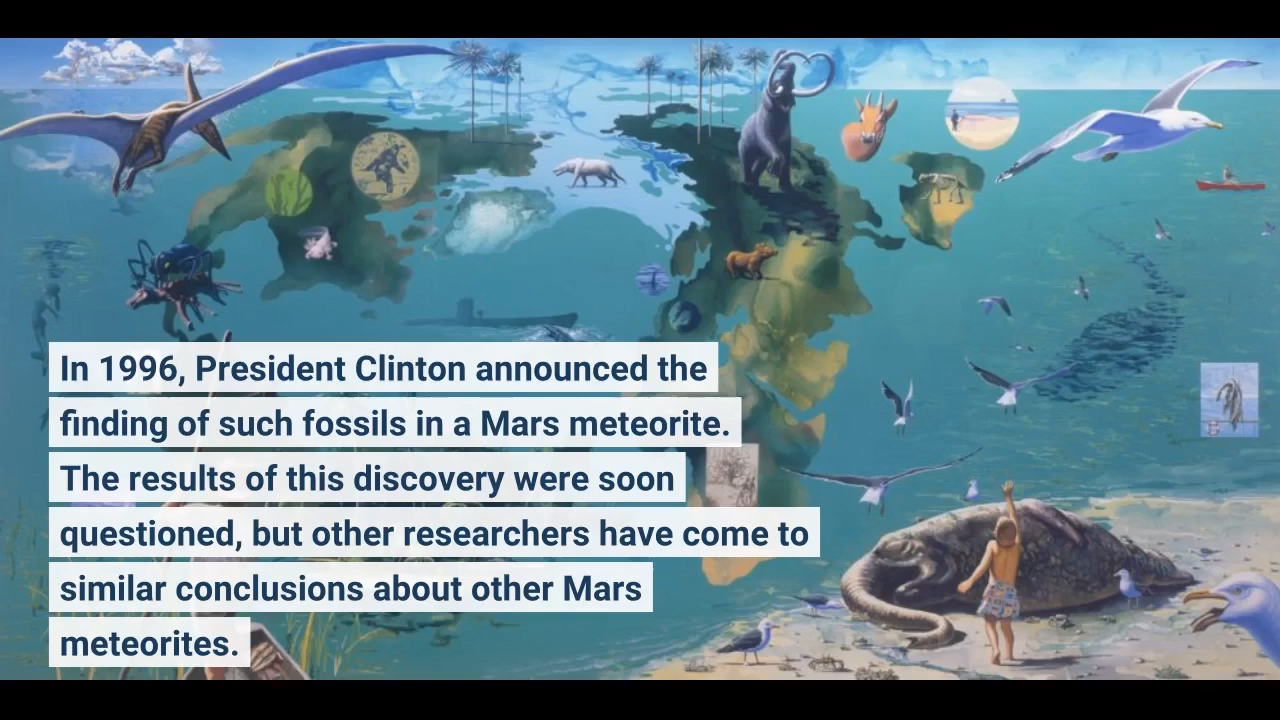 In 1996, President Clinton announced the
finding of such fossils in a Mars meteorite.
The results of this discovery were soon
questioned, but other researchers have come to
similar conclusions about other Mars
meteorites.